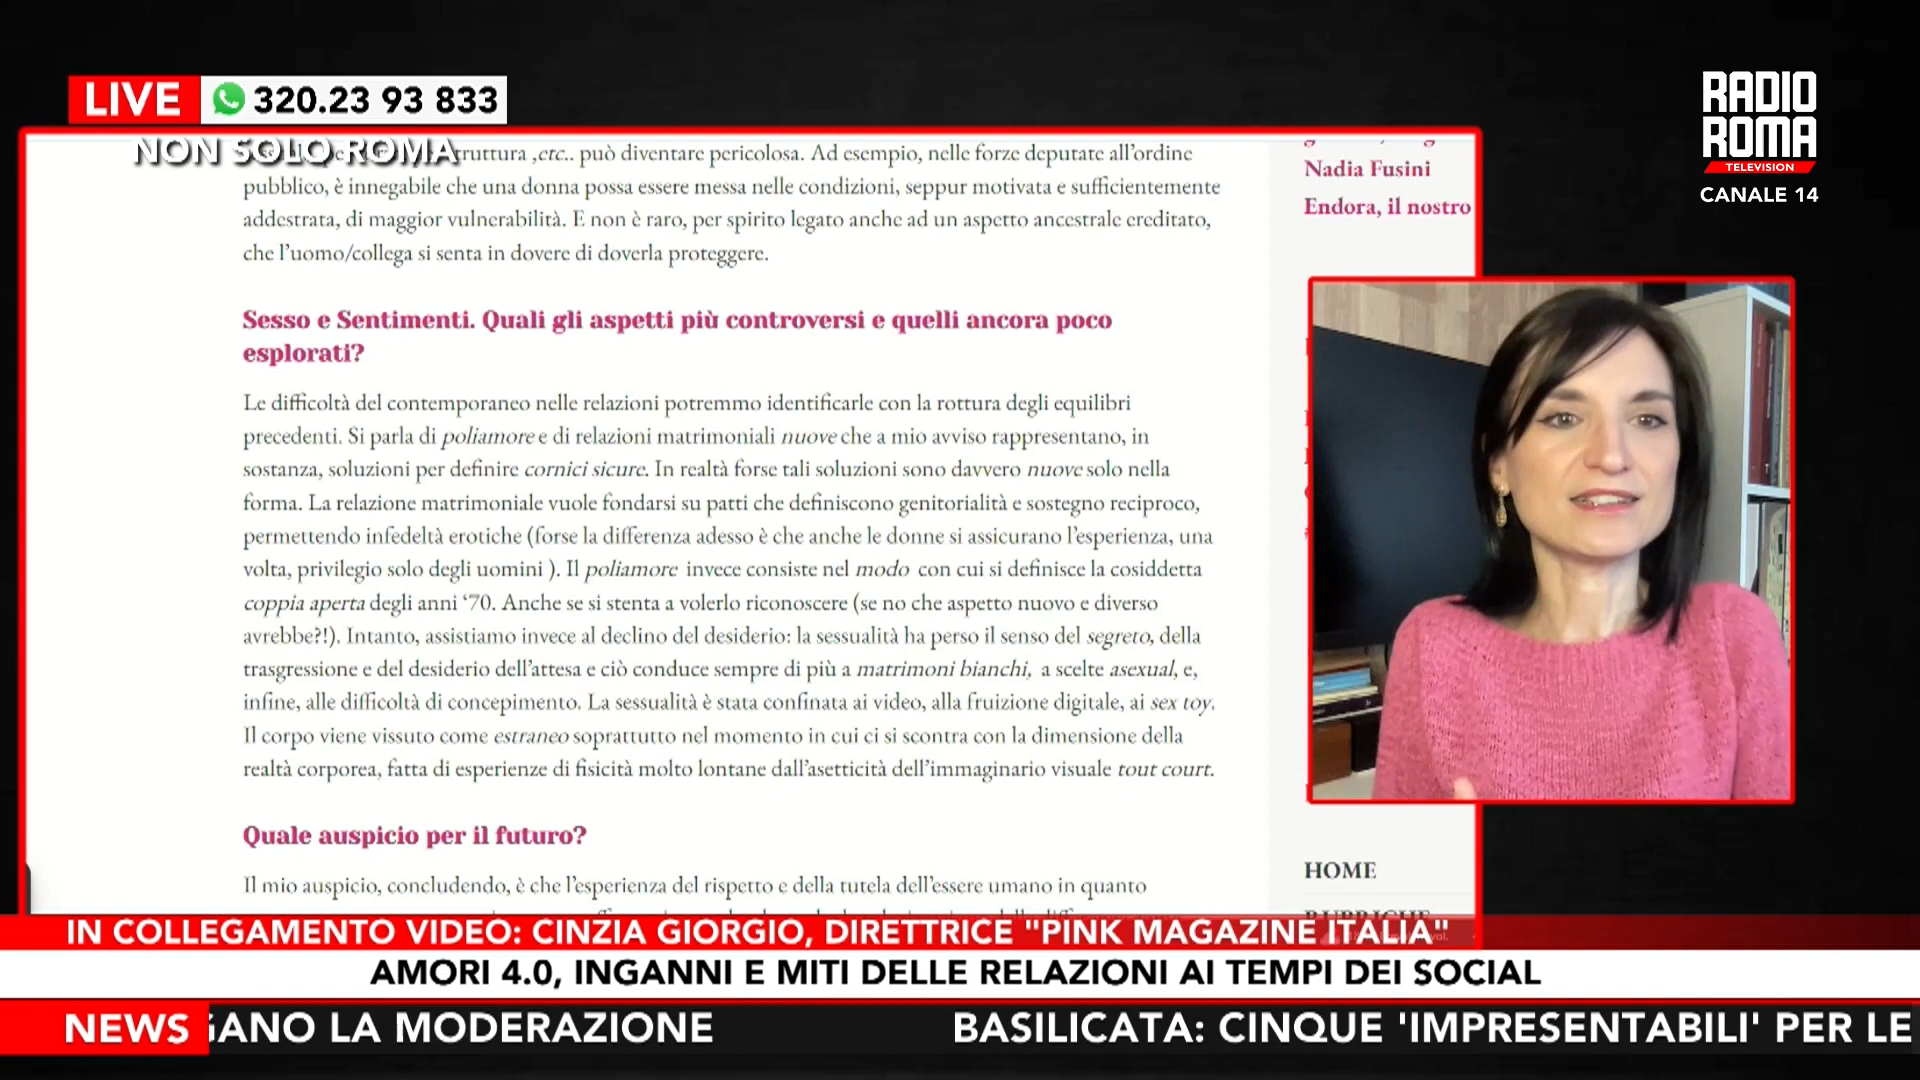 LIVE 320.23 93 833
RADIO
ROMA
TELEVISION
CANALE 14
NON SOLO ROMA
struttura ,etc.. può diventare pericolosa. Ad esempio, nelle forze deputate all’ordine
pubblico, è innegabile che una donna possa essere messa nelle condizioni, seppur motivata e sufficientemente
addestrata, di maggior vulnerabilità. E non è raro, per spirito legato anche ad un aspetto ancestrale ereditato,
che l’uomo/collega si senta in dovere di doverla proteggere.
Sesso e Sentimenti. Quali gli aspetti più controversi e quelli ancora poco
esplorati?
Le difficoltà del contemporaneo nelle relazioni potremmo identificarle con la rottura degli equilibri
precedenti. Si parla di poliamore e di relazioni matrimoniali nuove che a mio avviso rappresentano, in
sostanza, soluzioni per definire cornici sicure. In realtà forse tali soluzioni sono davvero nuove solo nella
forma. La relazione matrimoniale vuole fondarsi su patti che definiscono genitorialità e sostegno reciproco,
permettendo infedeltà erotiche (forse la differenza adesso è che anche le donne si assicurano l’esperienza, una
volta, privilegio solo degli uomini ). Il poliamore invece consiste nel modo con cui si definisce la cosiddetta
coppia aperta degli anni ‘70. Anche se si stenta a volerlo riconoscere (se no che aspetto nuovo e diverso
avrebbe?!). Intanto, assistiamo invece al declino del desiderio: la sessualità ha perso il senso del segreto, della
trasgressione e del desiderio dell’attesa e ciò conduce sempre di più a matrimoni bianchi, a scelte asexual, e,
infine, alle difficoltà di concepimento. La sessualità è stata confinata ai video, alla fruizione digitale, ai sex toy.
Il corpo viene vissuto come estraneo soprattutto nel momento in cui ci si scontra con la dimensione della
realtà corporea, fatta di esperienze di fisicità molto lontane dall’asetticità dell’immaginario visuale tout court.
Quale auspicio per il futuro?
Il mio auspicio, concludendo, è che l’esperienza del rispetto e della tutela dell’essere umano in quanto
Nadia Fusini
Endora, il nostro
HOME
RUBRICHE
IN COLLEGAMENTO VIDEO: CINZIA GIORGIO, DIRETTRICE "PINK MAGAZINE ITALIA"
AMORI 4.0, INGANNI E MITI DELLE RELAZIONI AI TEMPI DEI SOCIAL
NEWS GANO LA MODERAZIONE BASILICATA: CINQUE 'IMPRESENTABILI' PER LE